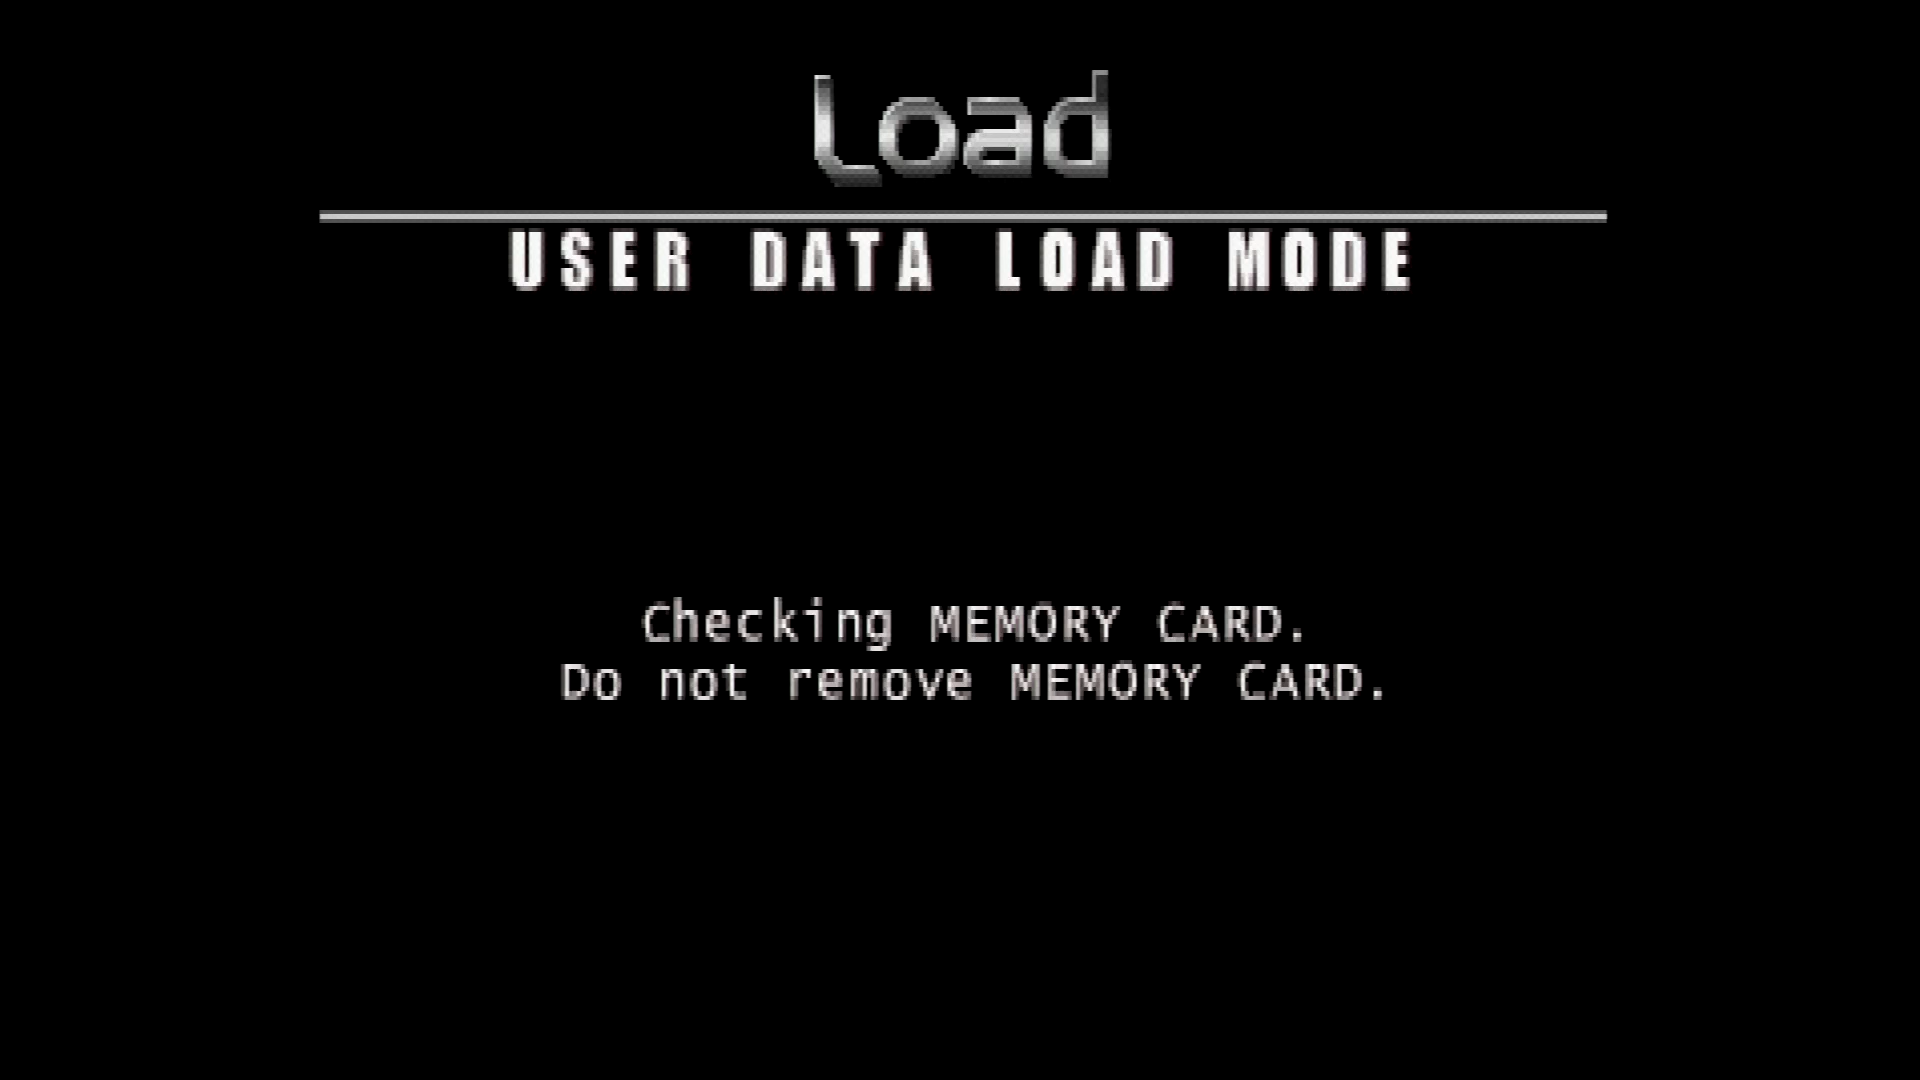 Load
USER DATA LOAD MODE
Checking MEMORY CARD.
Do not remove MEMORY CARD.